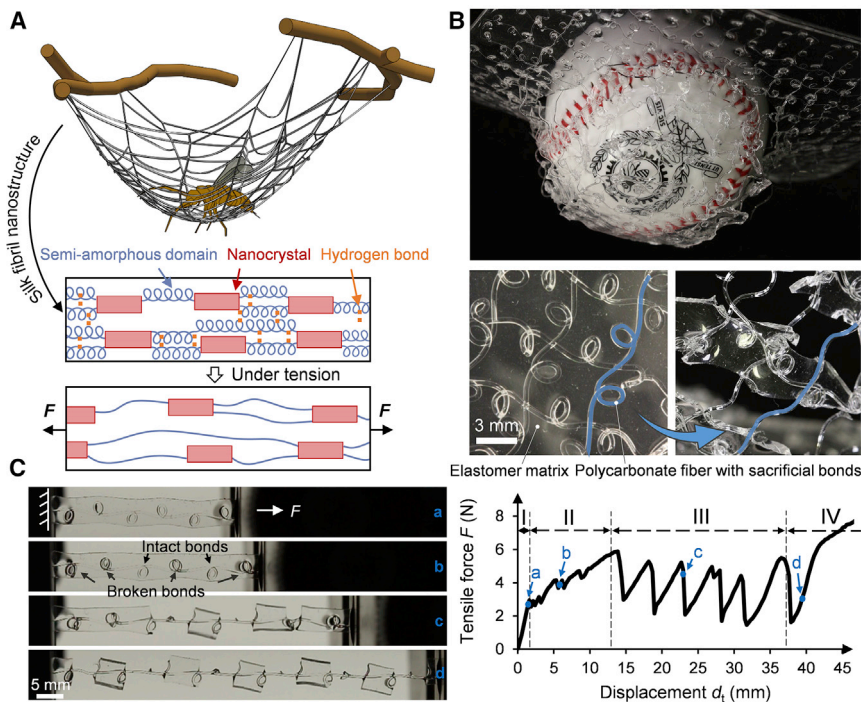 A
Silk fibril nanostructure
Semi-amorphous domain
Nanocrystal
Hydrogen bond
Under tension
F
F
B
3 mm
Elastomer matrix
Polycarbonate fiber with sacrificial bonds
C
F
a
Intact bonds
b
Broken bonds
c
5 mm
d
Tensile force F (N)
8
6
4
2
0
I
II
III
IV
a
b
c
d
0
5
10
15
20
25
30
35
40
45
Displacement dt (mm)